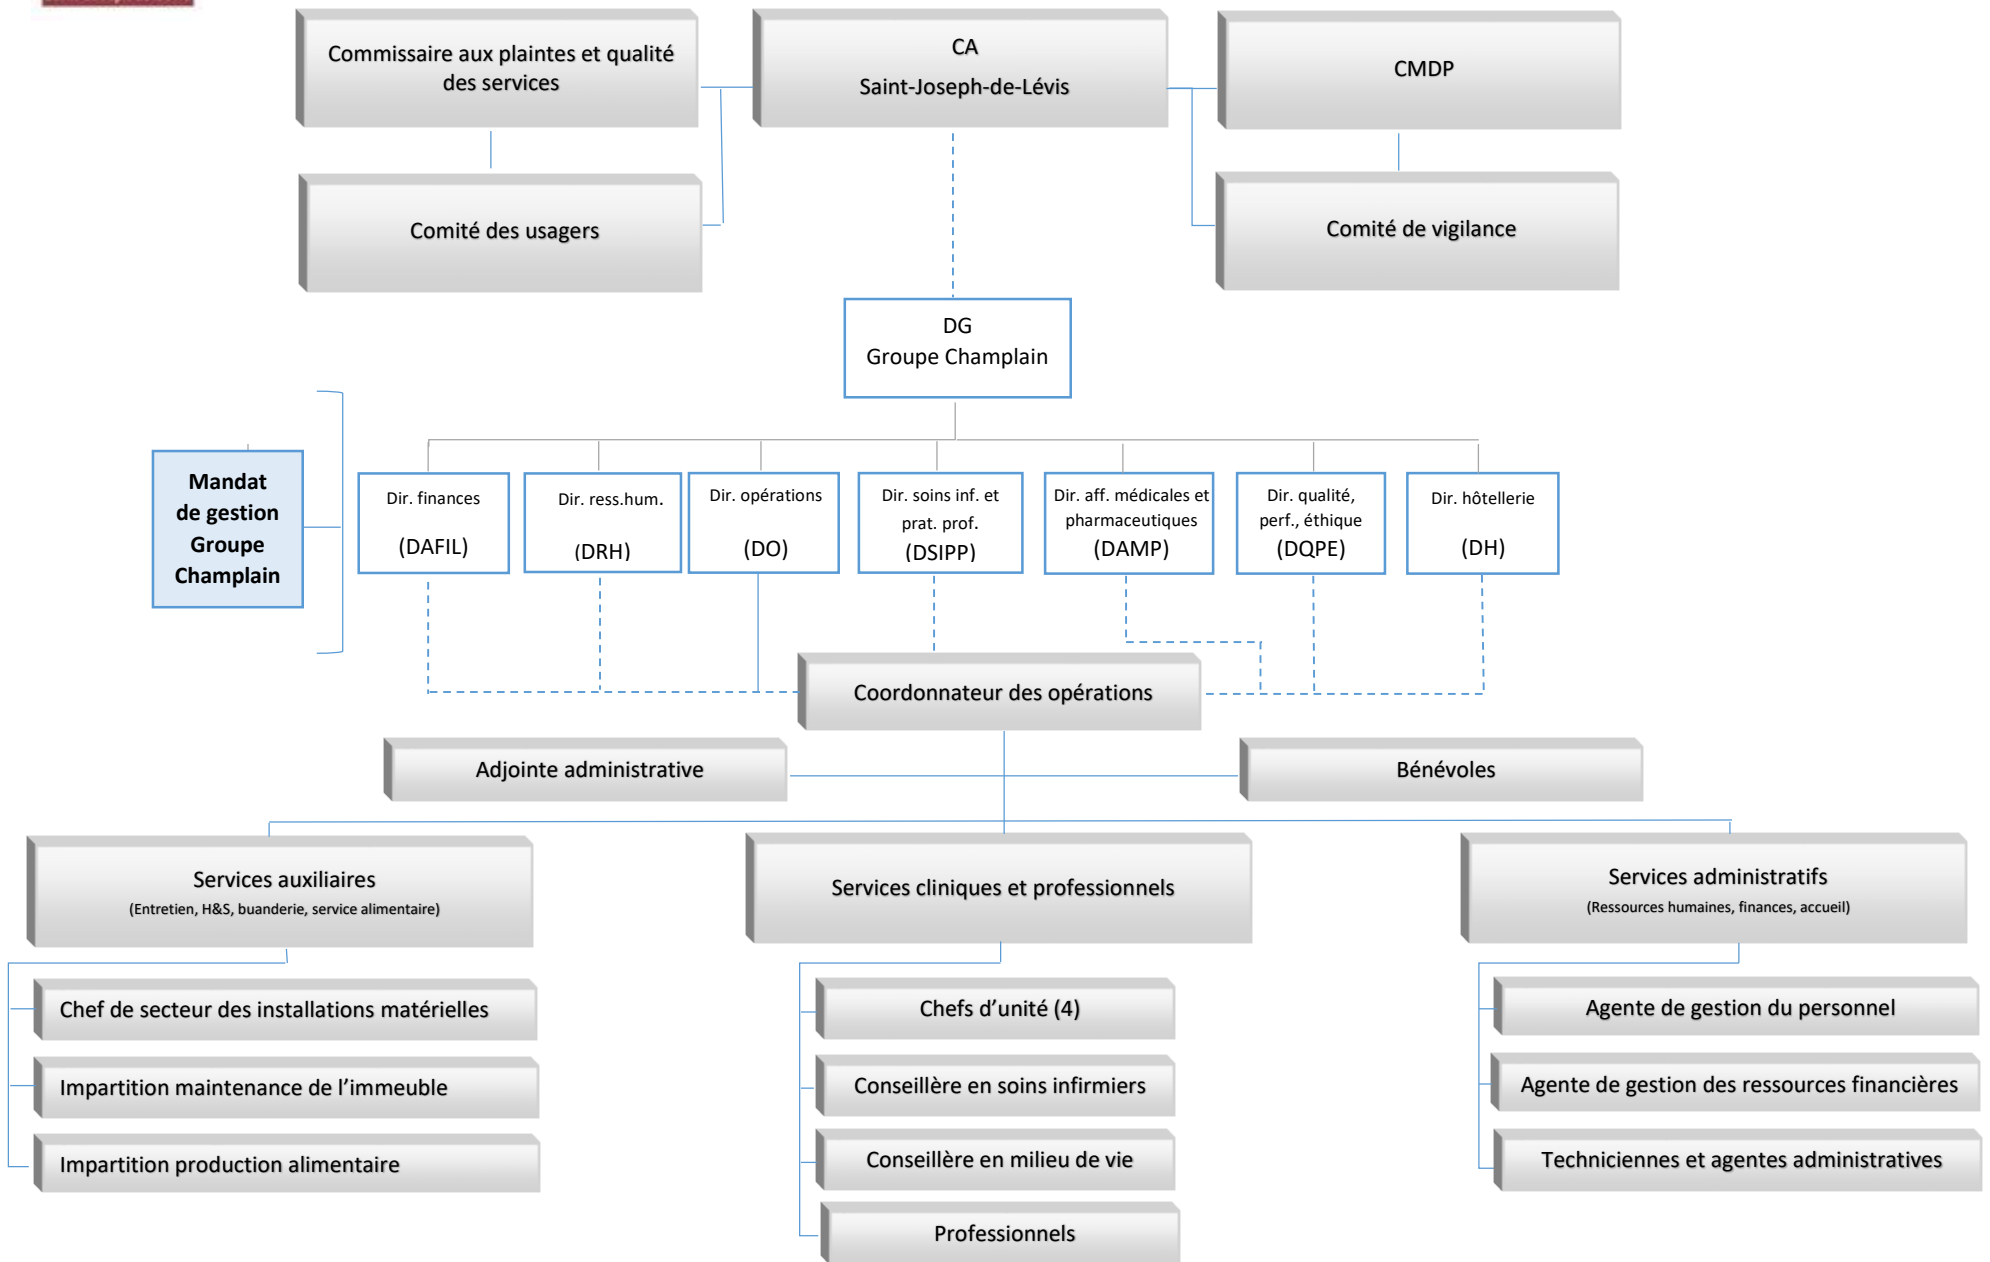 Commissaire aux plaintes et qualité
des services
CA
Saint-Joseph-de-Lévis
CMDP
Comité des usagers
Comité de vigilance
DG
Groupe Champlain
Mandat
de gestion
Groupe
Champlain
Dir. finances
(DAFIL)
Dir. ress.hum.
(DRH)
Dir. opérations
(DO)
Dir. soins inf. et
prat. prof.
(DSIPP)
Dir. aff. médicales et
pharmaceutiques
(DAMP)
Dir. qualité,
perf., éthique
(DQPE)
Dir. hôtellerie
(DH)
Coordonnateur des opérations
Adjointe administrative
Bénévoles
Services auxiliaires
(Entretien, H&S, buanderie, service alimentaire)
Services cliniques et professionnels
Services administratifs
(Ressources humaines, finances, accueil)
Chef de secteur des installations matérielles
Impartition maintenance de l’immeuble
Impartition production alimentaire
Chefs d’unité (4)
Conseillère en soins infirmiers
Conseillère en milieu de vie
Professionnels
Agente de gestion du personnel
Agente de gestion des ressources financières
Techniciennes et agentes administratives